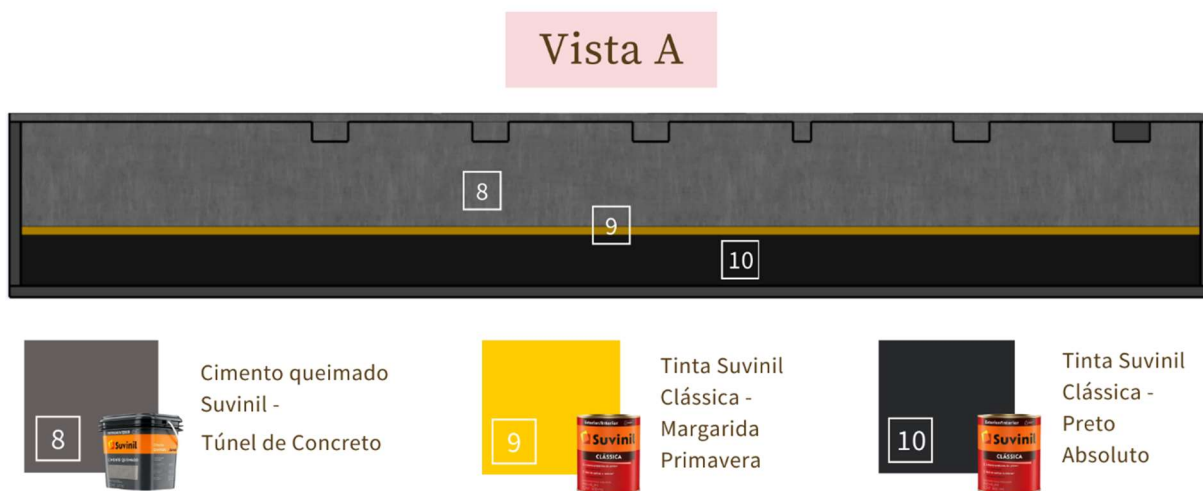 Vista A
8
9
10
Cimento queimado
Suvinil -
Túnel de Concreto
8
Suvinil
Tinta Suvinil
Clássica -
Margarida
Primavera
9
Suvinil
CLÁSSICA
Tinta Suvinil
Clássica -
Preto
Absoluto
10
Suvinil
CLÁSSICA